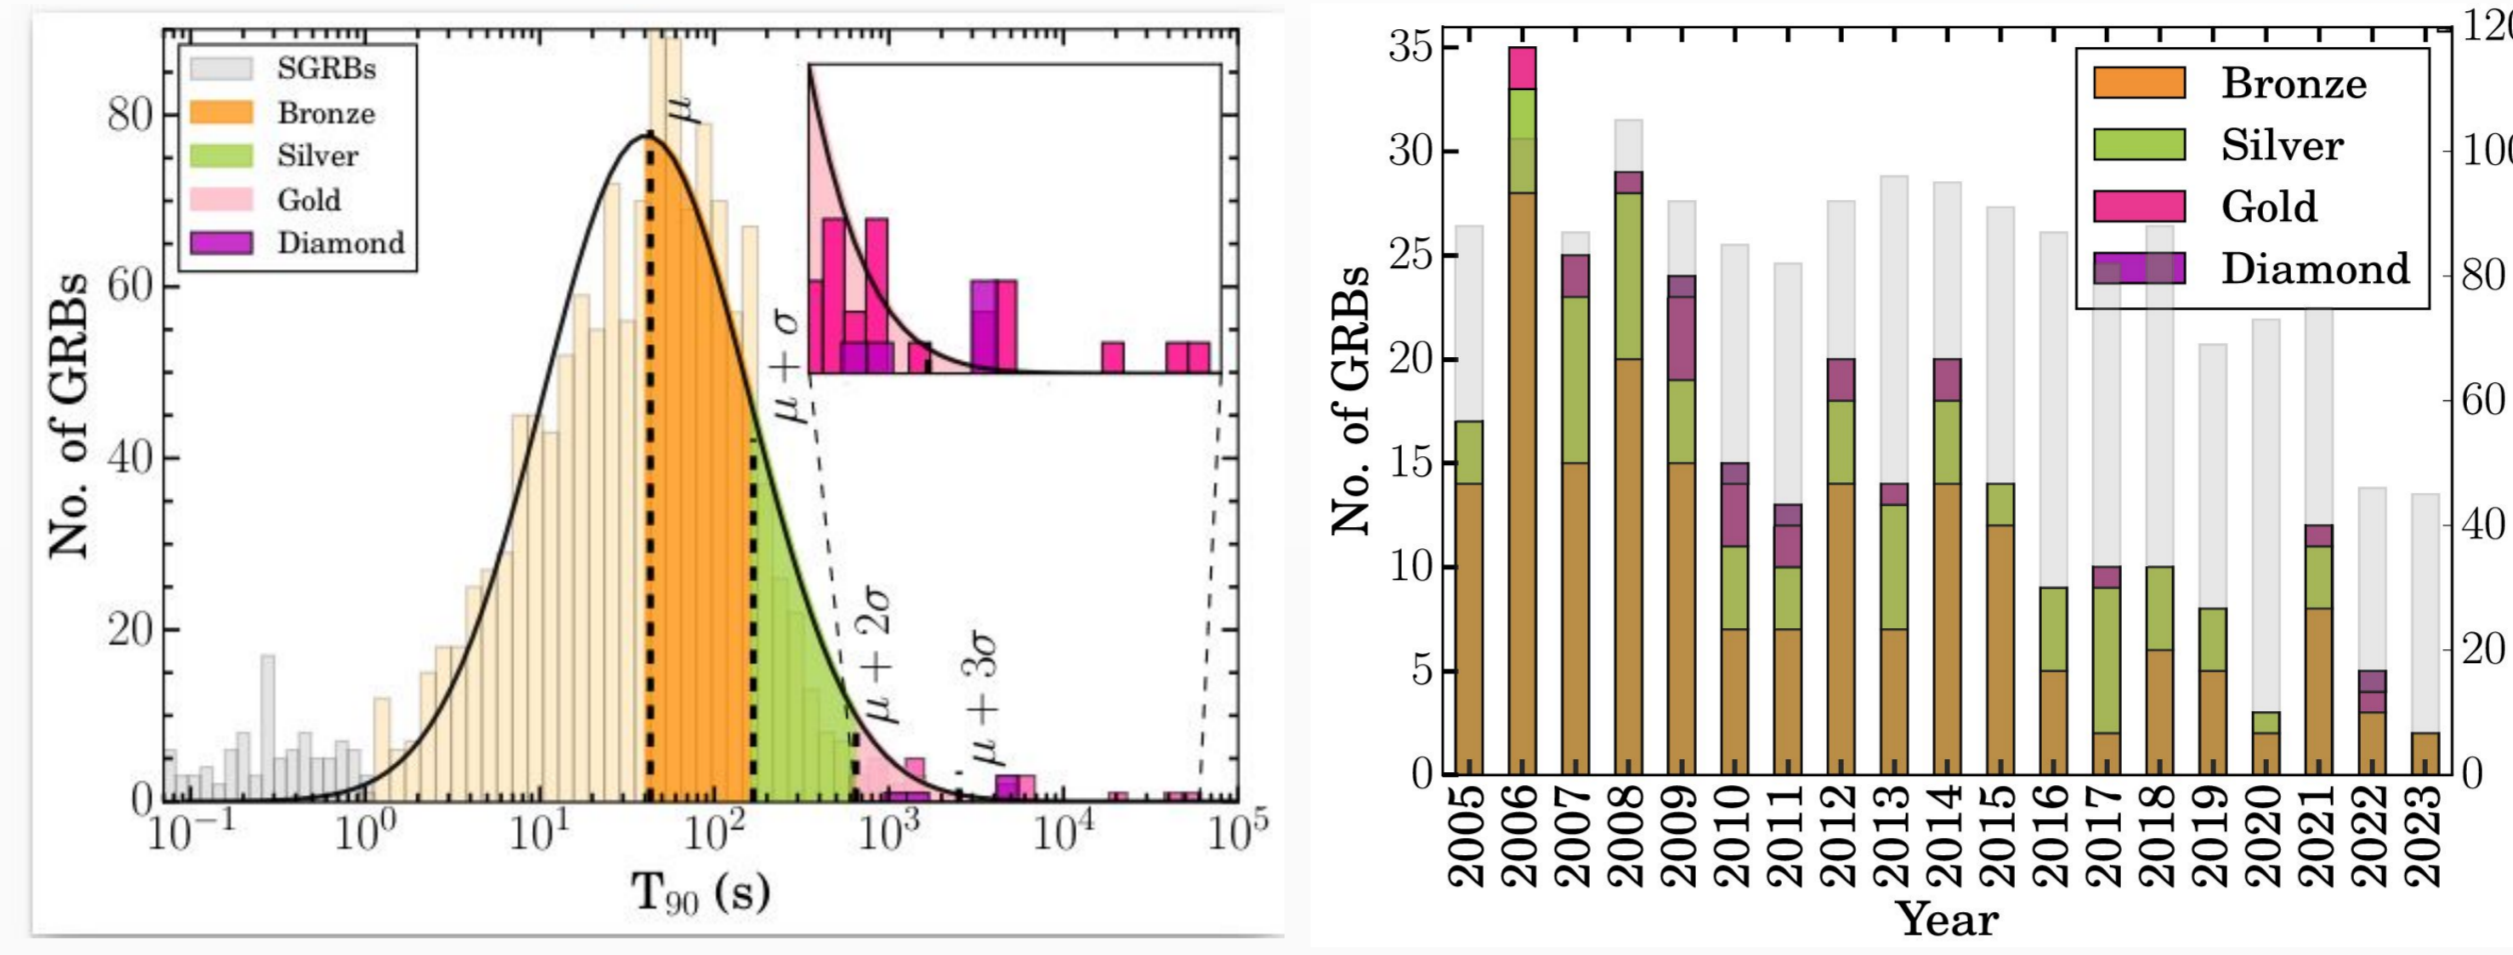 SGRBs
Bronze
Silver
Gold
Diamond
μ
μ + σ
μ + 2σ
μ + 3σ
80
60
40
20
0
No. of GRBs
10⁻¹ 10⁰ 10¹ 10² 10³ 10⁴ 10⁵
T₉₀ (s)
Bronze
Silver
Gold
Diamond
35
30
25
20
15
10
5
0
No. of GRBs
80
60
40
20
0
2005 2006 2007 2008 2009 2010 2011 2012 2013 2014 2015 2016 2017 2018 2019 2020 2021 2022 2023
Year